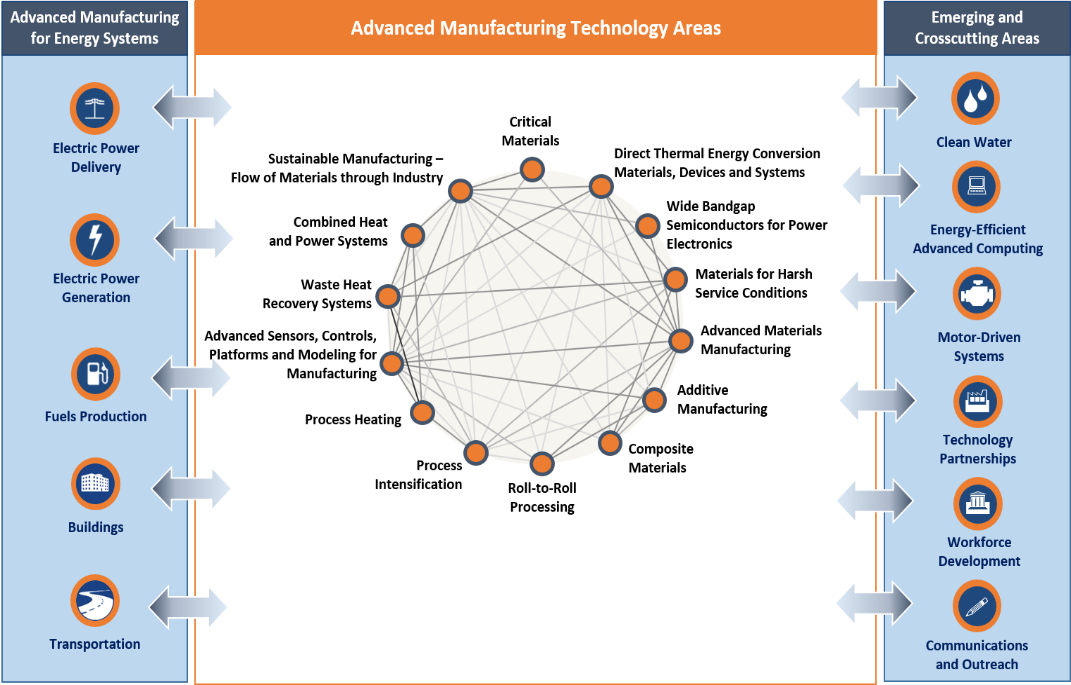 Advanced Manufacturing
for Energy Systems
Electric Power
Delivery
Electric Power
Generation
Fuels Production
Buildings
Transportation
Advanced Manufacturing Technology Areas
Critical
Materials
Direct Thermal Energy Conversion
Materials, Devices and Systems
Wide Bandgap
Semiconductors for Power
Electronics
Materials for Harsh
Service Conditions
Advanced Materials
Manufacturing
Additive
Manufacturing
Composite
Materials
Roll-to-Roll
Processing
Process
Intensification
Process Heating
Advanced Sensors, Controls,
Platforms and Modeling for
Manufacturing
Waste Heat
Recovery Systems
Combined Heat
and Power Systems
Sustainable Manufacturing –
Flow of Materials through Industry
Emerging and
Crosscutting Areas
Clean Water
Energy-Efficient
Advanced Computing
Motor-Driven
Systems
Technology
Partnerships
Workforce
Development
Communications
and Outreach